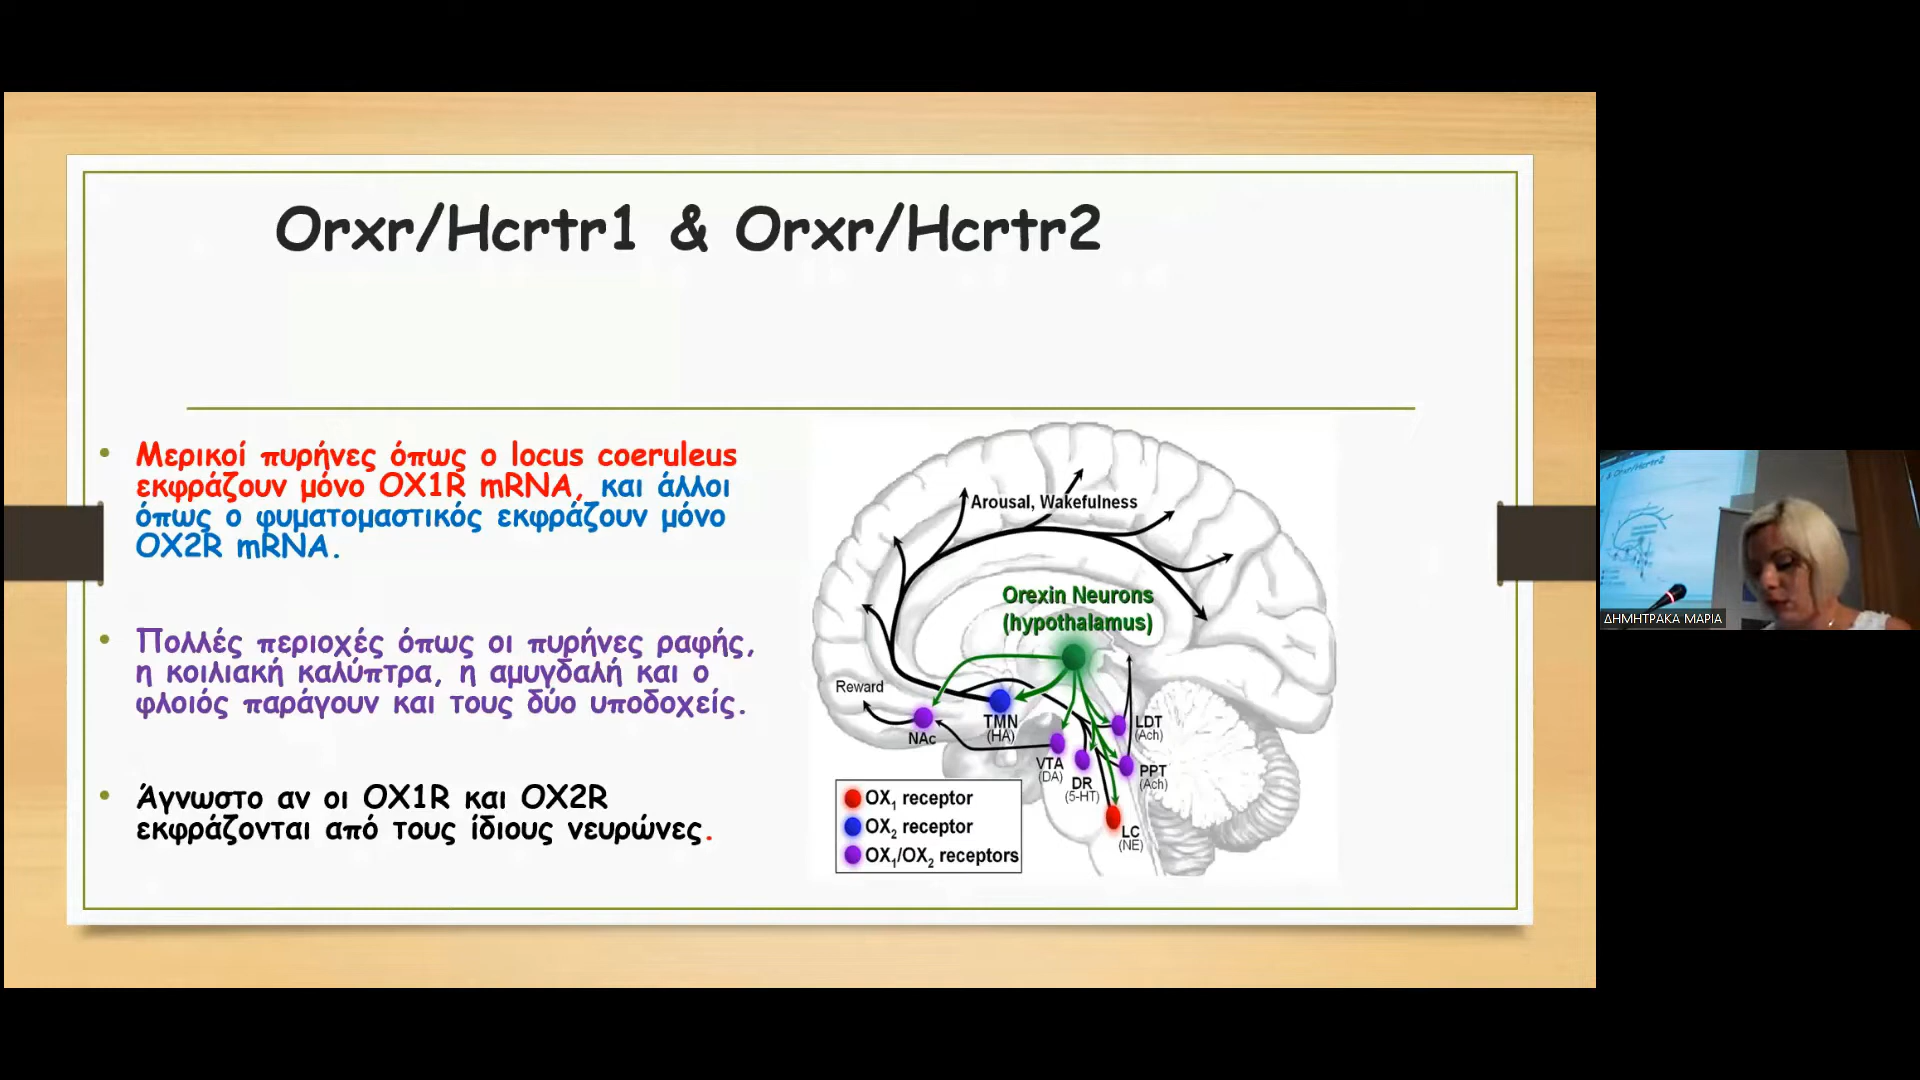 Orxr/Hcrtr1 & Orxr/Hcrtr2
• Μερικοί πυρήνες όπως ο locus coeruleus
εκφράζουν μόνο OX1R mRNA, και άλλοι
όπως ο φυματομαστικός εκφράζουν μόνο
OX2R mRNA.
• Πολλές περιοχές όπως οι πυρήνες ραφής,
η κοιλιακή καλύπτρα, η αμυγδαλή και ο
φλοιός παράγουν και τους δύο υποδοχείς.
• Άγνωστο αν οι OX1R και OX2R
εκφράζονται από τους ίδιους νευρώνες.
Arousal, Wakefulness
Orexin Neurons
(hypothalamus)
Reward
NAc
TMN
(HA)
VTA
(DA)
DR
(5-HT)
LDT
(Ach)
PPT
(Ach)
LC
(NE)
OX1 receptor
OX2 receptor
OX1/OX2 receptors
ΔΗΜΗΤΡΑΚΑ ΜΑΡΙΑ